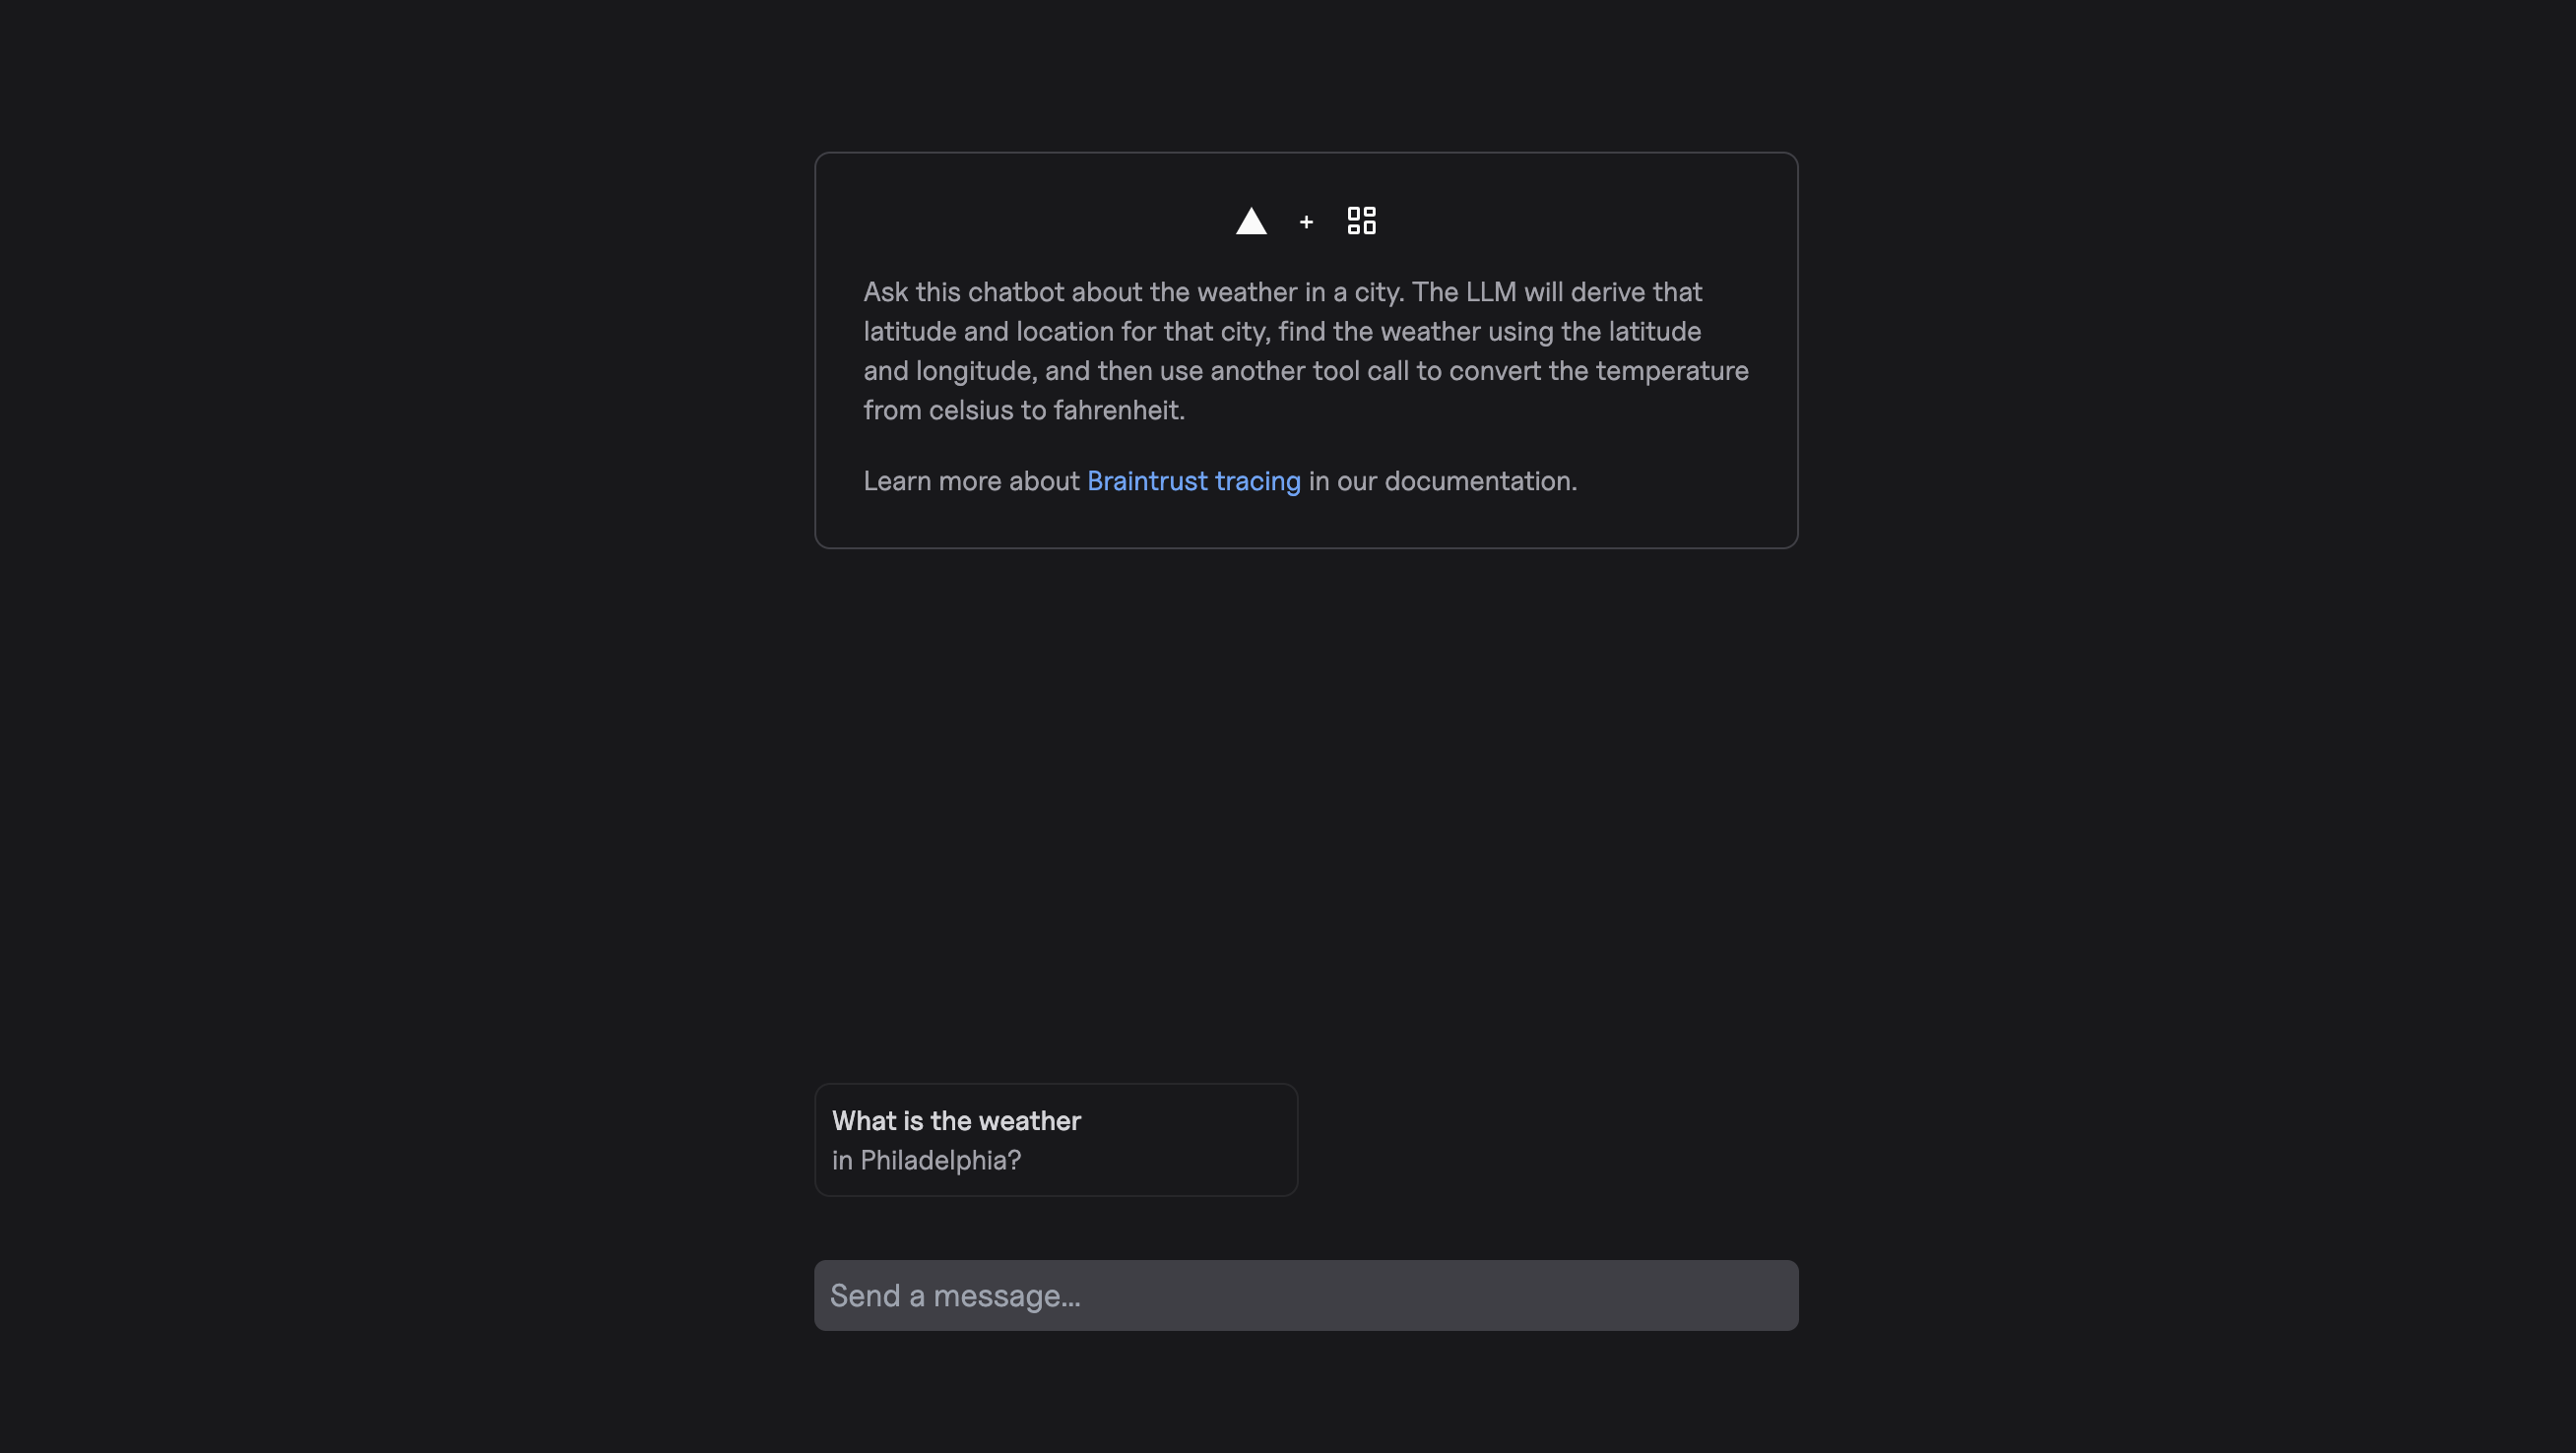 +
Ask this chatbot about the weather in a city. The LLM will derive that
latitude and location for that city, find the weather using the latitude
and longitude, and then use another tool call to convert the temperature
from celsius to fahrenheit.
Learn more about Braintrust tracing in our documentation.
What is the weather
in Philadelphia?
Send a message...